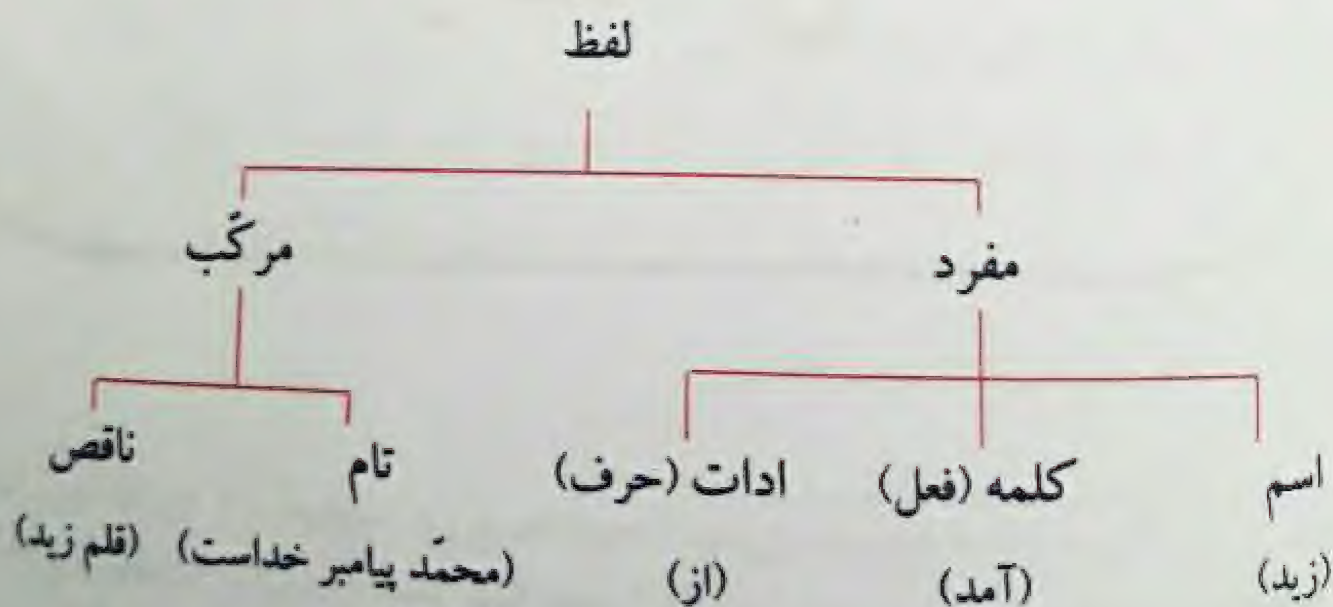 لفظ
مفرد
مرکّب
اسم
کلمه (فعل)
ادات (حرف)
تام
ناقص
(زید)
(آمد)
(از)
(محمّد پیامبر خداست)
(قلم زید)